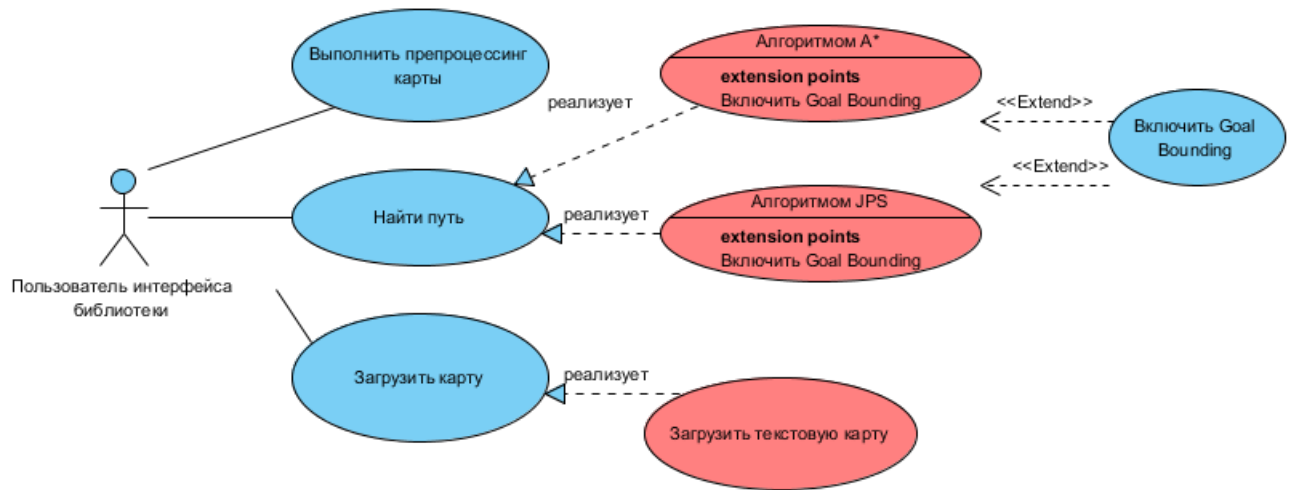 Выполнить препроцессинг
карты
реализует
Алгоритмом A*
extension points
Включить Goal Bounding
<<Extend>>
Включить Goal
Bounding
<<Extend>>
Найти путь
реализует
Алгоритмом JPS
extension points
Включить Goal Bounding
Пользователь интерфейса
библиотеки
Загрузить карту
реализует
Загрузить текстовую карту